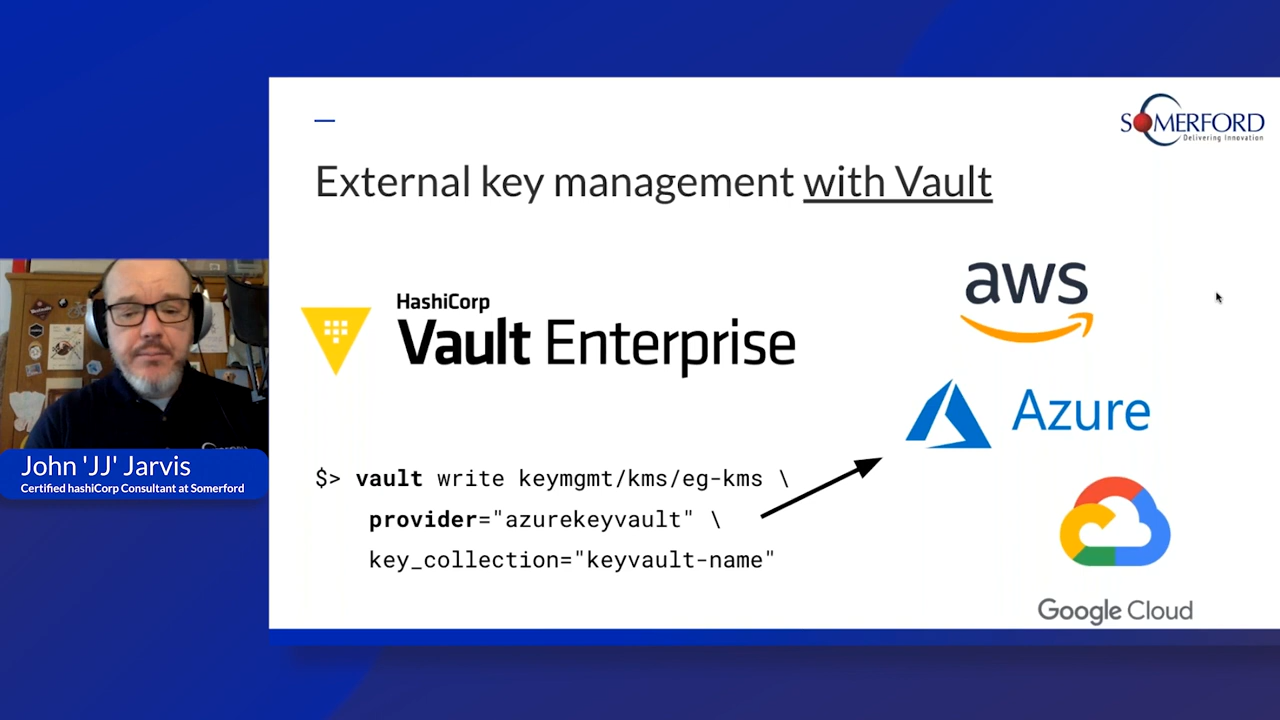 SOMERFORD
Delivering Innovation
External key management with Vault
HashiCorp
Vault Enterprise
aws
Azure
$> vault write keymgmt/kms/eg-kms \
provider="azurekeyvault" \
key_collection="keyvault-name"
Google Cloud
John 'JJ' Jarvis
Certified hashiCorp Consultant at Somerford